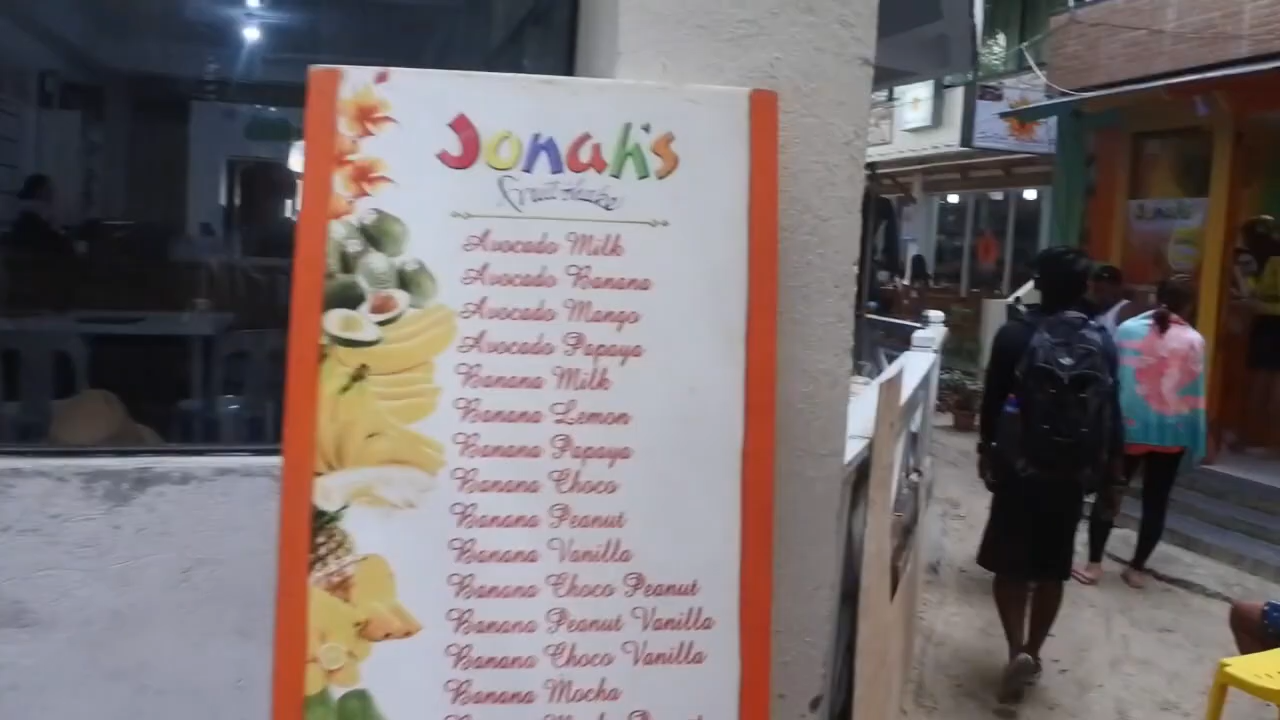 Jonah's
Fruit shake
Avocado Milk
Avocado Banana
Avocado Mango
Avocado Papaya
Banana Milk
Banana Lemon
Banana Papaya
Banana Choco
Banana Peanut
Banana Vanilla
Banana Choco Peanut
Banana Peanut Vanilla
Banana Choco Vanilla
Banana Mocha
Jonah's